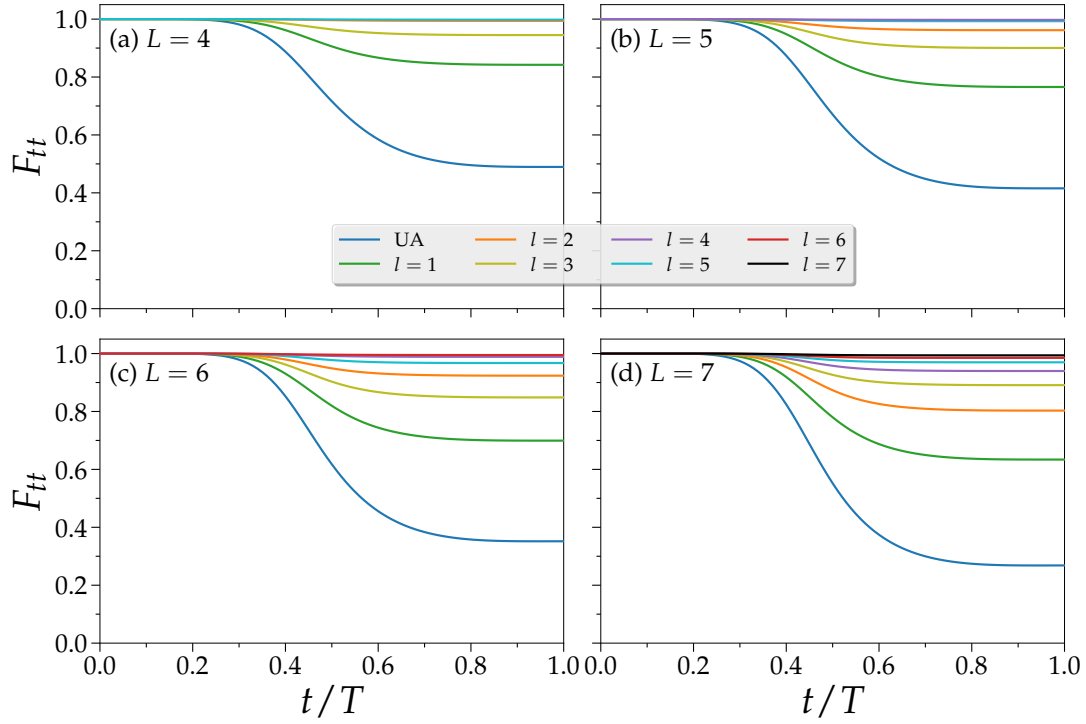 1.0
0.8
0.6
0.4
0.2
0.0
F_tt
(a) L = 4
(b) L = 5
UA
l = 1
l = 2
l = 3
l = 4
l = 5
l = 6
l = 7
1.0
0.8
0.6
0.4
0.2
0.0
F_tt
(c) L = 6
(d) L = 7
0.0 0.2 0.4 0.6 0.8 1.0
0.0 0.2 0.4 0.6 0.8 1.0
t/T
t/T